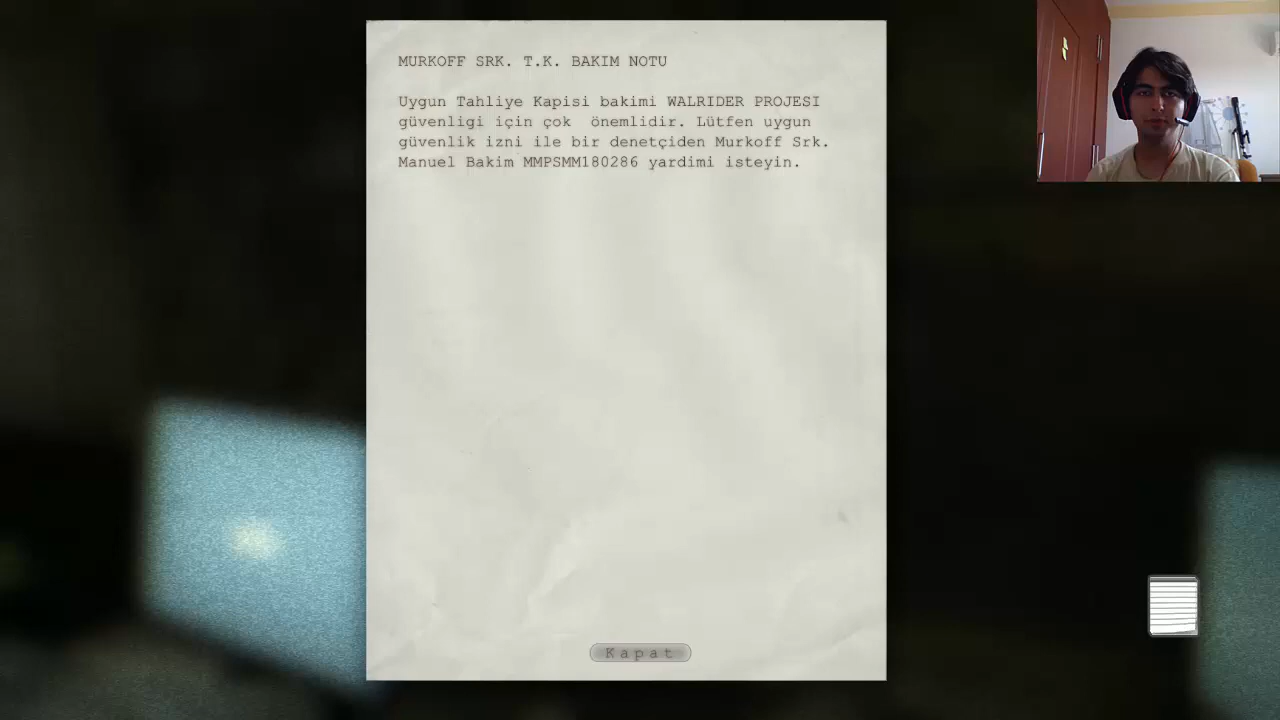 MURKOFF SRK. T.K. BAKIM NOTU
Uygun Tahliye Kapisi bakimi WALRIDER PROJESI
güvenligi için çok önemlidir. Lütfen uygun
güvenlik izni ile bir denetçiden Murkoff Srk.
Manuel Bakim MMPSMM180286 yardimi isteyin.
Kapat